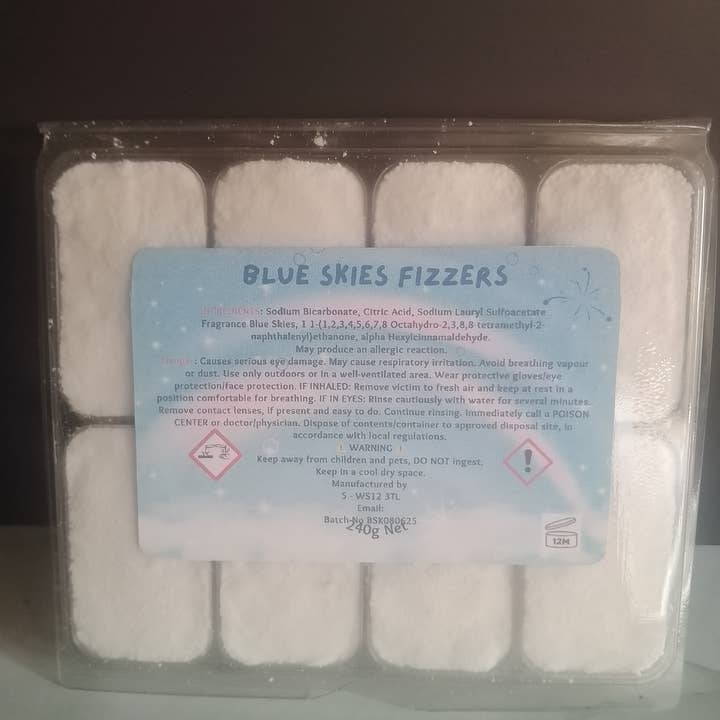 BLUE SKIES FIZZERS
INGREDIENTS: Sodium Bicarbonate, Citric Acid, Sodium Lauryl Sulfoacetate
Fragrance Blue Skies, 1 1-(1,2,3,4,5,6,7,8 Octahydro-2,3,8,8-tetramethyl-2-
naphthalenyl)ethanone, alpha Hexylcinnamaldehyde.
May produce an allergic reaction.
: Causes serious eye damage. May cause respiratory irritation. Avoid breathing vapour
or dust. Use only outdoors or in a well-ventilated area. Wear protective gloves/eye
protection/face protection. IF INHALED: Remove victim to fresh air and keep at rest in a
position comfortable for breathing. IF IN EYES: Rinse cautiously with water for several minutes.
Remove contact lenses, if present and easy to do. Continue rinsing. Immediately call a POISON
CENTER or doctor/physician. Dispose of contents/container to approved disposal site, in
accordance with local regulations.
! WARNING !
Keep away from children and pets, DO NOT ingest.
Keep in a cool dry space.
Manufactured by
5 - WS12 3TL
Email:
Batch No BSK080625
240g Net
12M